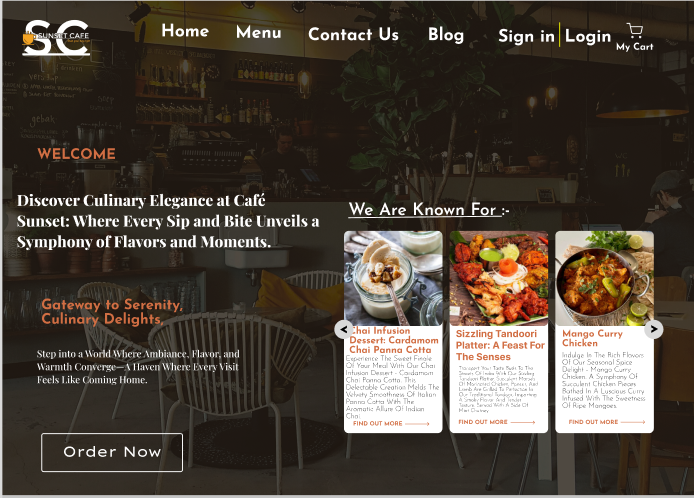 SC
SUNSET CAFE
Home
Menu
Contact Us
Blog
Sign in
Login
My Cart
WELCOME
Discover Culinary Elegance at Café
Sunset: Where Every Sip and Bite Unveils a
Symphony of Flavors and Moments.
Gateway to Serenity,
Culinary Delights,
Step into a World Where Ambiance, Flavor, and
Warmth Converge—A Haven Where Every Visit
Feels Like Coming Home.
Order Now
We Are Known For :-
<
Chai Infusion
Dessert: Cardamom
Chai Panna Cotta
Experience The Sweet Finale
Of Your Meal With Our Chai
Infusion Dessert - Cardamom
Chai Panna Cotta. This
Delectable Creation Melds The
Velvety Smoothness Of Italian
Panna Cotta With The
Aromatic Allure Of Indian
Chai.
FIND OUT MORE
Sizzling Tandoori
Platter: A Feast For
The Senses
FIND OUT MORE
Mango Curry
Chicken
Indulge In The Rich Flavors
Of Our Seasonal Spice
Delight - Mango Curry
Chicken. A Symphony Of
Succulent Chicken Pieces
Bathed In A Luscious Curry
Infused With The Sweetness
Of Ripe Mangoes.
FIND OUT MORE
>